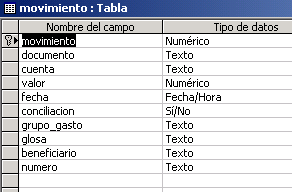 movimiento : Tabla
Nombre del campo Tipo de datos
movimiento Numérico
documento Texto
cuenta Texto
valor Numérico
fecha Fecha/Hora
conciliacion Sí/No
grupo_gasto Texto
glosa Texto
beneficiario Texto
numero Texto